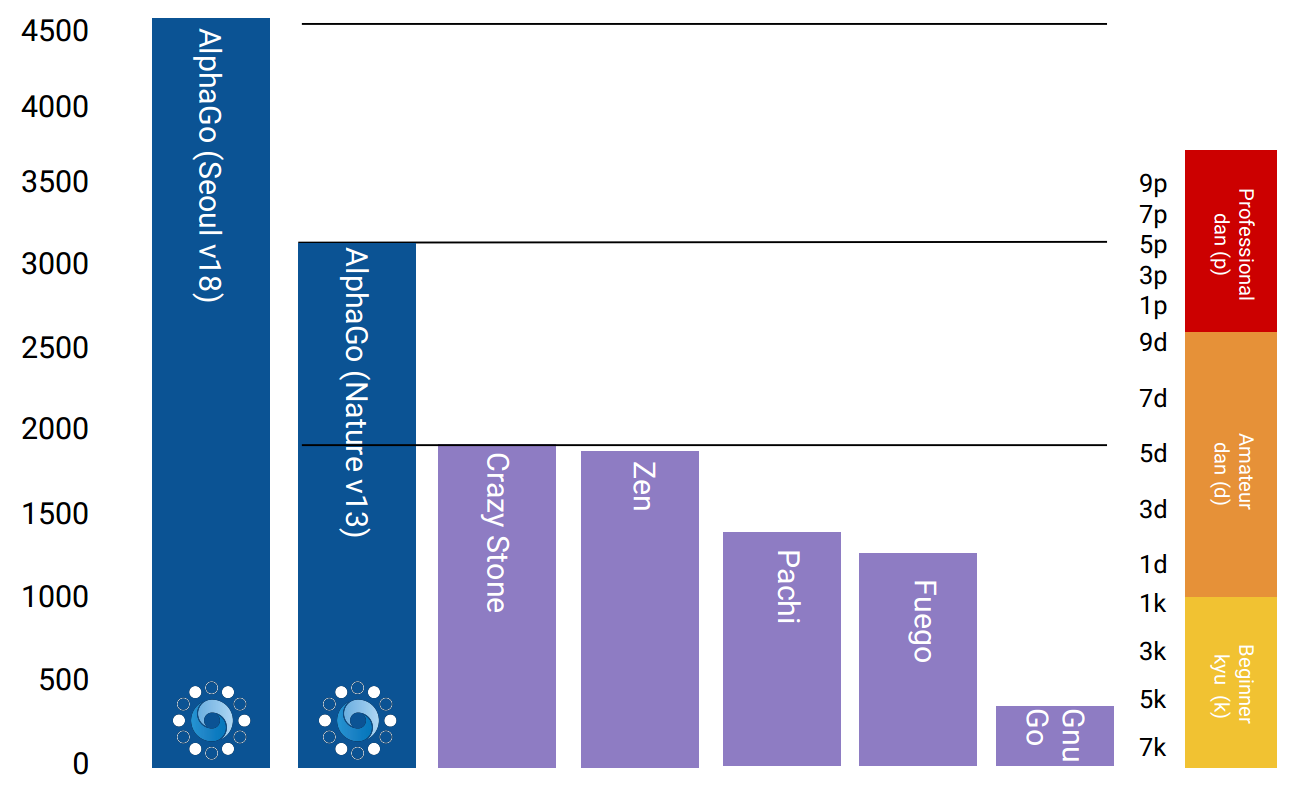 4500
4000
3500
3000
2500
2000
1500
1000
500
0
AlphaGo (Seoul v18)
AlphaGo (Nature v13)
Crazy Stone
Zen
Pachi
Fuego
Gnu
Go
9p
7p
5p
3p
1p
9d
7d
5d
3d
1d
1k
3k
5k
7k
Professional
dan (p)
Amateur
dan (d)
Beginner
kyu (k)